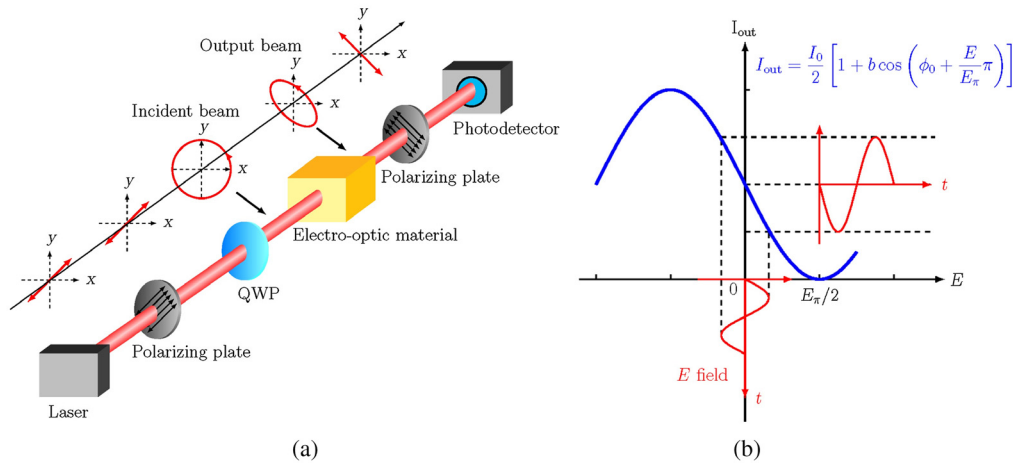 y
x
Output beam
y
x
Incident beam
y
x
y
x
y
x
Photodetector
Polarizing plate
Electro-optic material
QWP
Polarizing plate
Laser
(a)
I_out
I_out = I_0/2 [1 + b cos (ϕ_0 + E/E_π π)]
t
0
E_π/2
E
E field
t
(b)